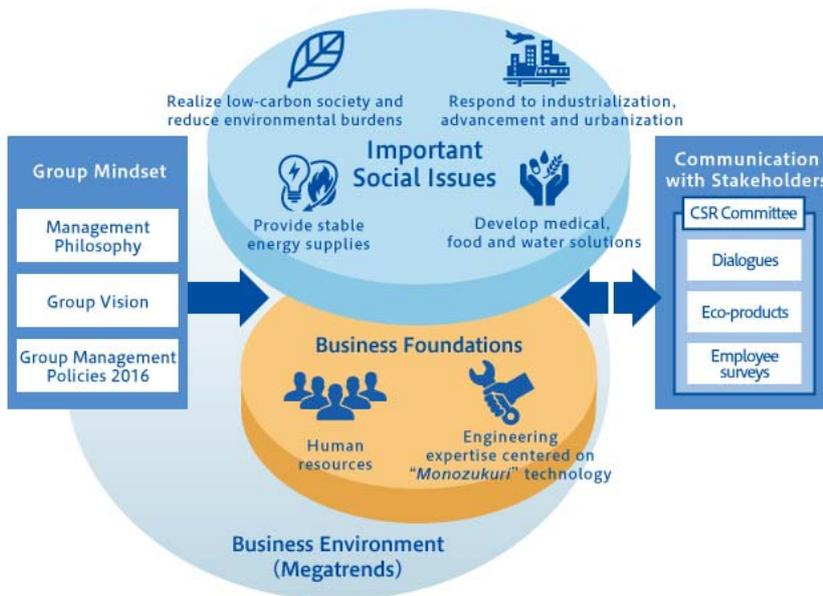 Realize low-carbon society and
reduce environmental burdens
Respond to industrialization,
advancement and urbanization
Important
Social Issues
Provide stable
energy supplies
Develop medical,
food and water solutions
Group Mindset
Management
Philosophy
Group Vision
Group Management
Policies 2016
Communication
with Stakeholders
CSR Committee
Dialogues
Eco-products
Employee
surveys
Business Foundations
Human
resources
Engineering
expertise centered on
“Monozukuri” technology
Business Environment
(Megatrends)